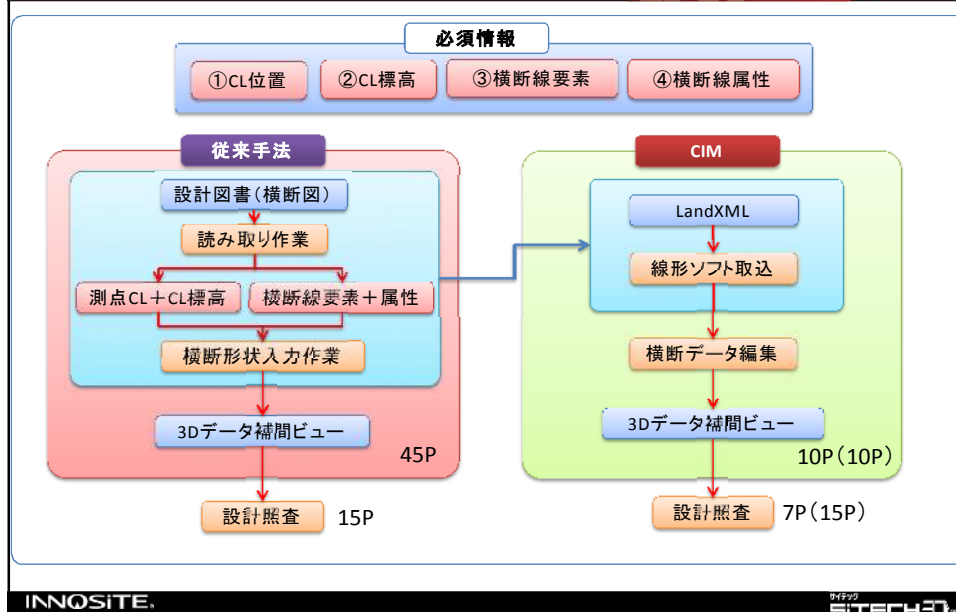 必須情報
①CL位置
②CL標高
③横断線要素
④横断線属性
従来手法
設計図書(横断図)
読み取り作業
測点CL+CL標高
横断線要素+属性
横断形状入力作業
3Dデータ補間ビュー
45P
設計照査
15P
CIM
LandXML
線形ソフト取込
横断データ編集
3Dデータ補間ビュー
10P(10P)
設計照査
7P(15P)
INNOSiTE.
サイテック
SiTECH 3D